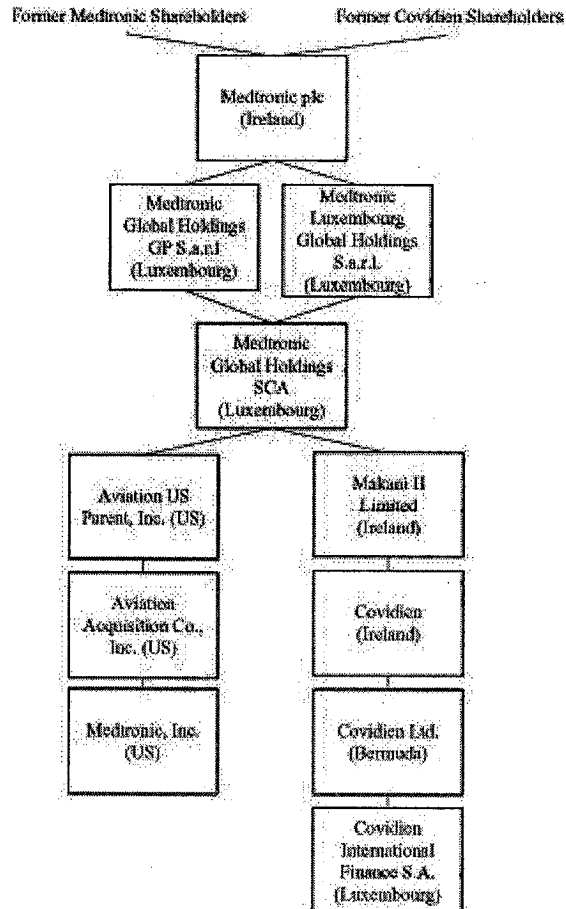 Former Medtronic Shareholders
Former Covidien Shareholders
Medtronic plc
(Ireland)
Medtronic
Global Holdings
GP S.a.r.l
(Luxembourg)
Medtronic
Luxembourg
Global Holdings
S.a.r.l.
(Luxembourg)
Medtronic
Global Holdings
SCA
(Luxembourg)
Aviation US
Parent, Inc. (US)
Makani II
Limited
(Ireland)
Aviation
Acquisition Co.,
Inc. (US)
Covidien
(Ireland)
Medtronic, Inc.
(US)
Covidien Ltd.
(Bermuda)
Covidien
International
Finance S.A.
(Luxembourg)